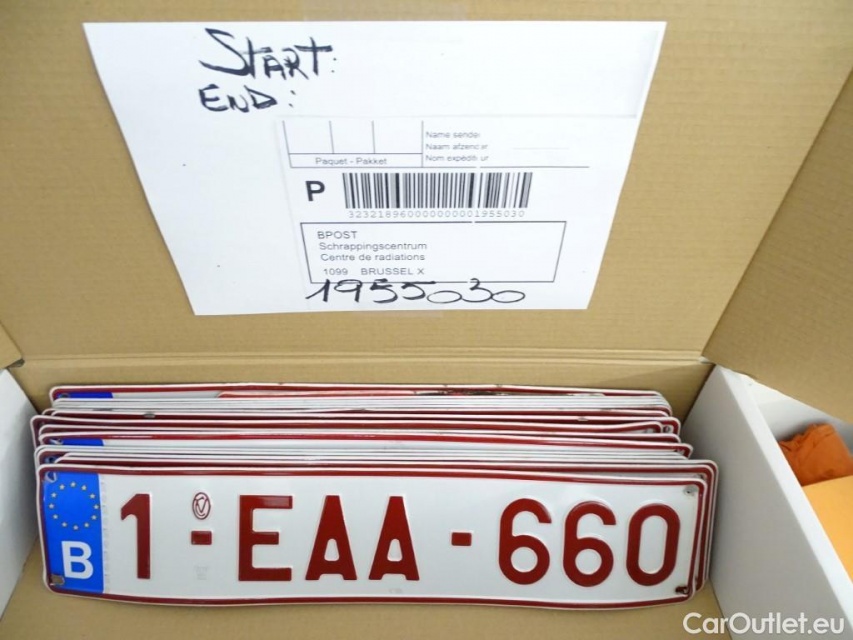 START:
END:
Name sender
Naam afzender
Nom expéditeur
Paquet - Pakket
P
32321896000000001955030
BPOST
Schrappingscentrum
Centre de radiations
1099 BRUSSEL X
1955030
B 1-EAA-660
CarOutlet.eu